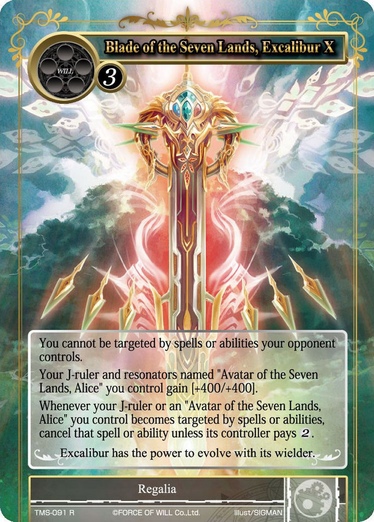 Blade of the Seven Lands, Excalibur X
WILL
3
You cannot be targeted by spells or abilities your opponent
controls.
Your J-ruler and resonators named "Avatar of the Seven
Lands, Alice" you control gain [+400/+400].
Whenever your J-ruler or an "Avatar of the Seven Lands,
Alice" you control becomes targeted by spells or abilities,
cancel that spell or ability unless its controller pays 2.
Excalibur has the power to evolve with its wielder.
Regalia
TMS-091 R ©FORCE OF WILL Co.,Ltd. Illust/SIGMAN